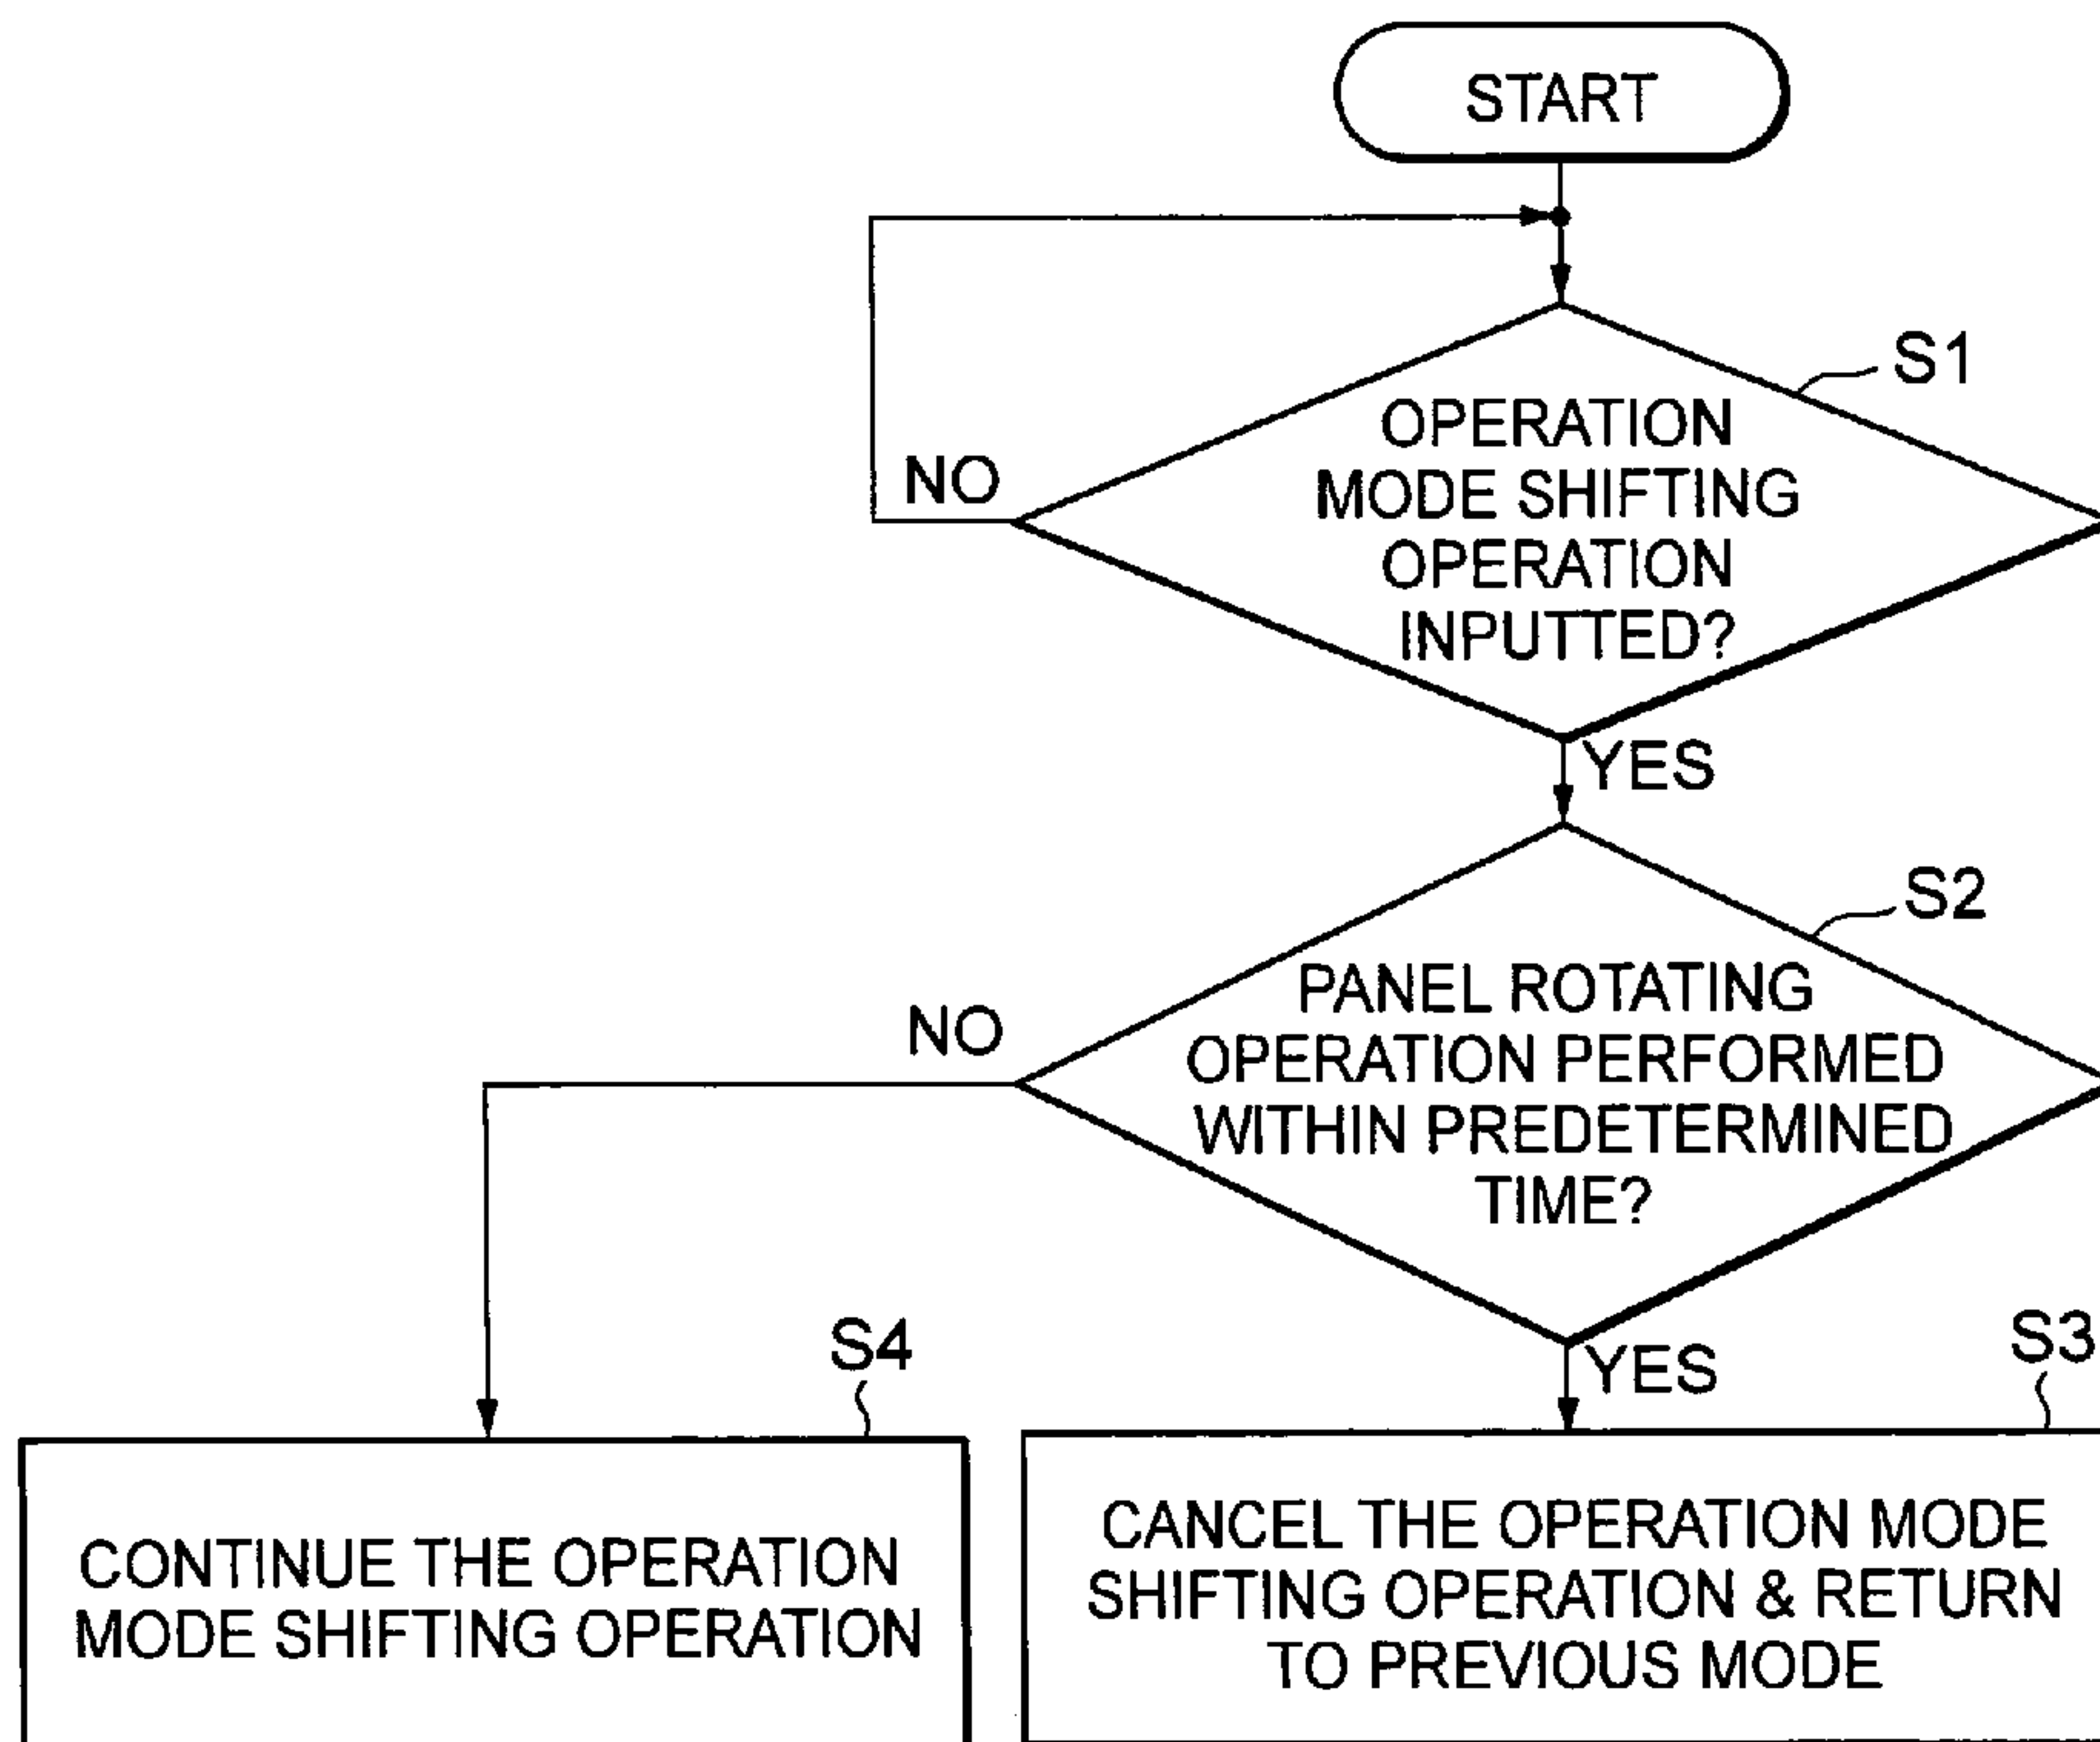 START
S1
OPERATION
MODE SHIFTING
OPERATION
INPUTTED?
NO
YES
S2
PANEL ROTATING
OPERATION PERFORMED
WITHIN PREDETERMINED
TIME?
NO
YES
S4
CONTINUE THE OPERATION
MODE SHIFTING OPERATION
S3
CANCEL THE OPERATION MODE
SHIFTING OPERATION & RETURN
TO PREVIOUS MODE